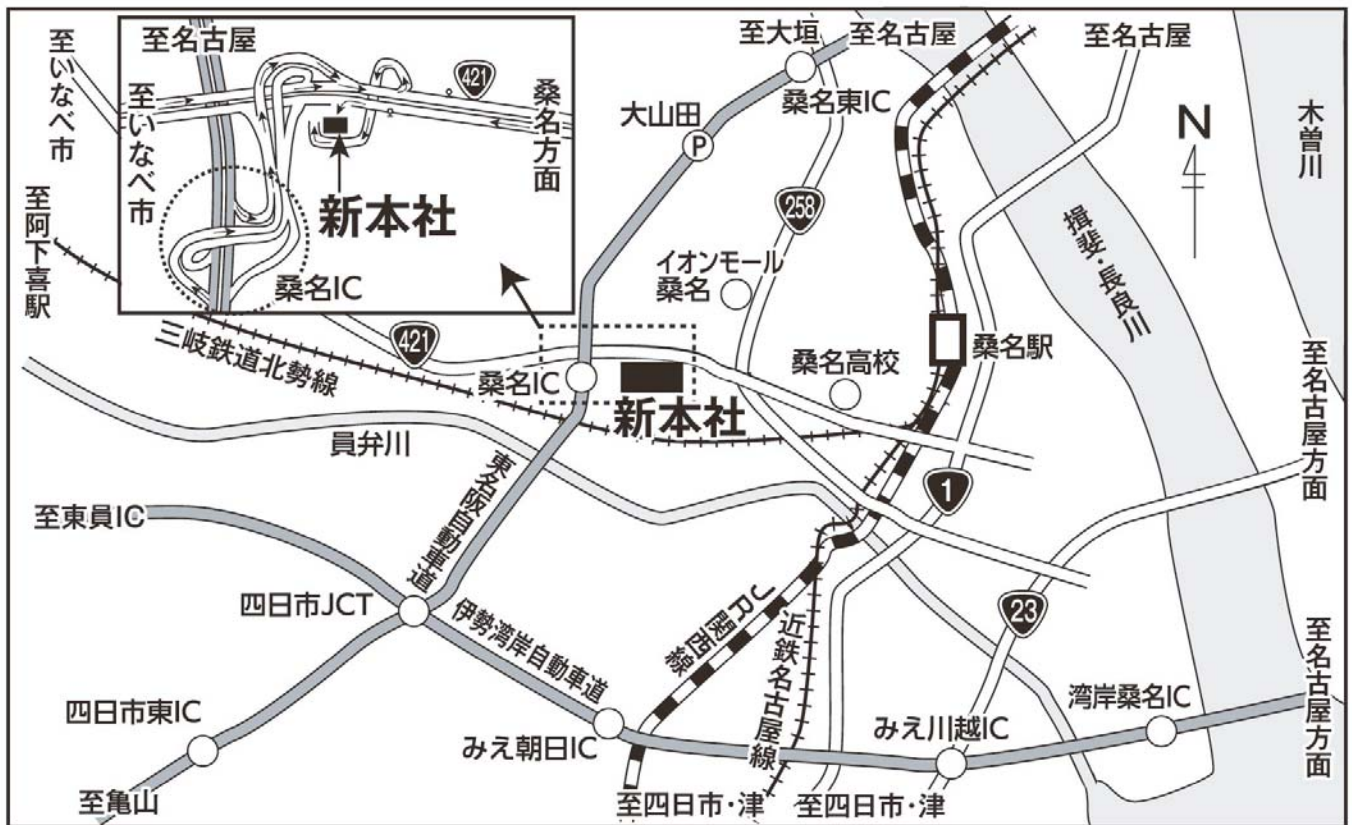 至いなべ市
至名古屋
至いなべ市
421
桑名方面
新本社
桑名IC
至阿下喜駅
至大垣
至名古屋
至名古屋
桑名東IC
大山田
P
N
木曽川
258
揖斐・長良川
イオンモール
桑名
421
三岐鉄道北勢線
桑名IC
新本社
桑名高校
桑名駅
至名古屋方面
員弁川
東名阪自動車道
1
至東員IC
四日市JCT
伊勢湾岸自動車道
JR関西線
近鉄名古屋線
23
至名古屋方面
四日市東IC
みえ朝日IC
みえ川越IC
湾岸桑名IC
至亀山
至四日市・津
至四日市・津